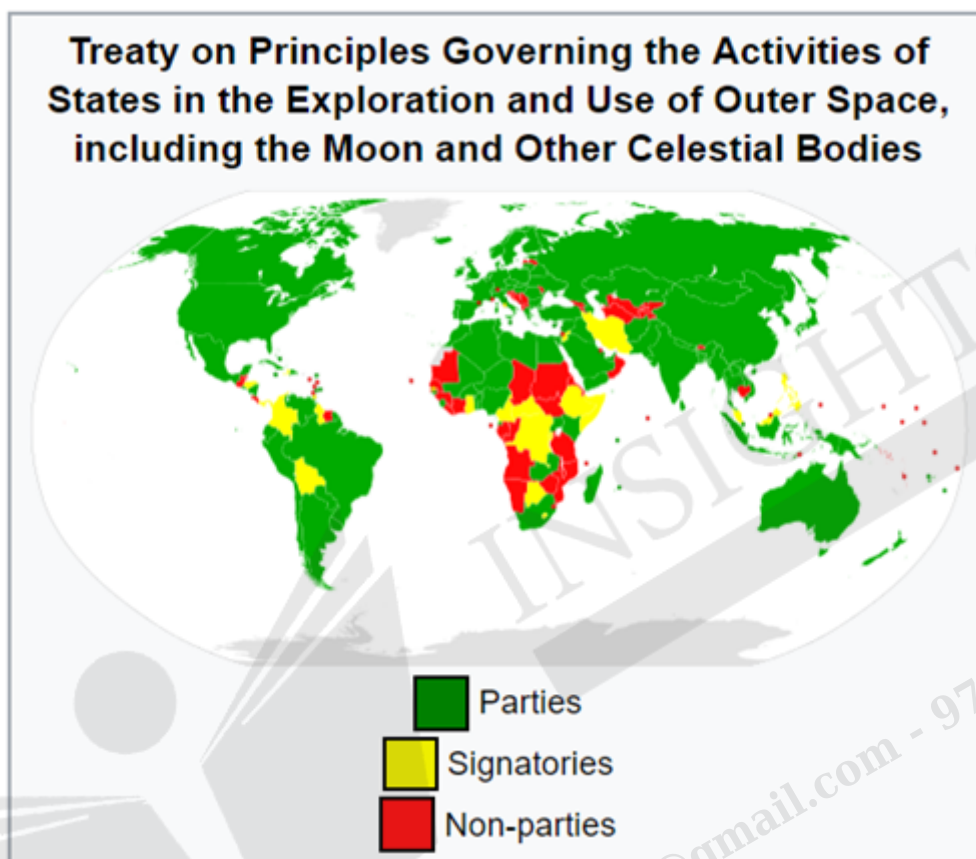 Treaty on Principles Governing the Activities of
States in the Exploration and Use of Outer Space,
including the Moon and Other Celestial Bodies
INSIGHT
Parties
Signatories
Non-parties
@gmail.com - 97